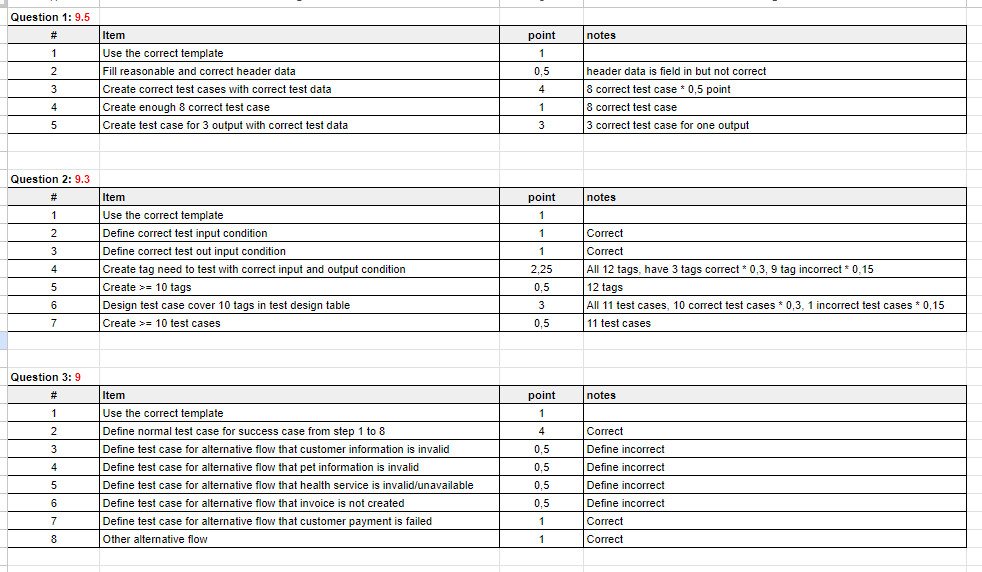 Question 1: 9.5
# Item point notes
1 Use the correct template 1
2 Fill reasonable and correct header data 0,5 header data is field in but not correct
3 Create correct test cases with correct test data 4 8 correct test case * 0,5 point
4 Create enough 8 correct test case 1 8 correct test case
5 Create test case for 3 output with correct test data 3 3 correct test case for one output
Question 2: 9.3
# Item point notes
1 Use the correct template 1
2 Define correct test input condition 1 Correct
3 Define correct test out input condition 1 Correct
4 Create tag need to test with correct input and output condition 2,25 All 12 tags, have 3 tags correct * 0,3, 9 tag incorrect * 0,15
5 Create >= 10 tags 0,5 12 tags
6 Design test case cover 10 tags in test design table 3 All 11 test cases, 10 correct test cases * 0,3, 1 incorrect test cases * 0,15
7 Create >= 10 test cases 0,5 11 test cases
Question 3: 9
# Item point notes
1 Use the correct template 1
2 Define normal test case for success case from step 1 to 8 4 Correct
3 Define test case for alternative flow that customer information is invalid 0,5 Define incorrect
4 Define test case for alternative flow that pet information is invalid 0,5 Define incorrect
5 Define test case for alternative flow that health service is invalid/unavailable 0,5 Define incorrect
6 Define test case for alternative flow that invoice is not created 0,5 Define incorrect
7 Define test case for alternative flow that customer payment is failed 1 Correct
8 Other alternative flow 1 Correct